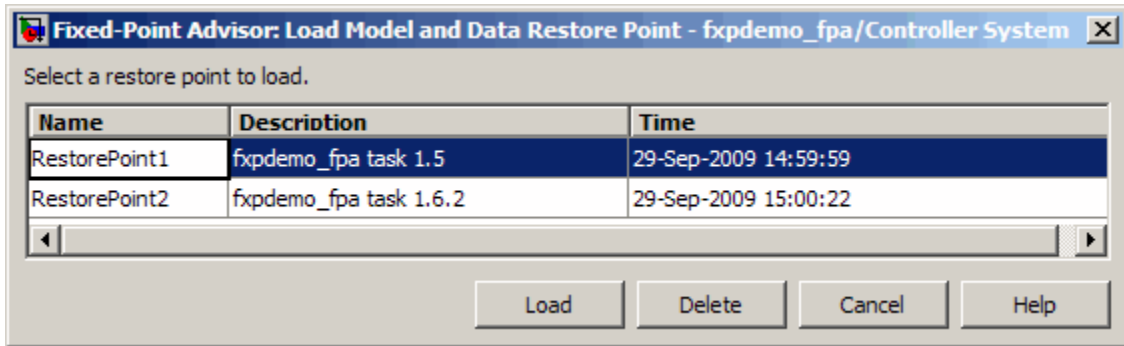 Fixed-Point Advisor: Load Model and Data Restore Point - fxpdemo_fpa/Controller System
Select a restore point to load.
Name Description Time
RestorePoint1 fxpdemo_fpa task 1.5 29-Sep-2009 14:59:59
RestorePoint2 fxpdemo_fpa task 1.6.2 29-Sep-2009 15:00:22
Load Delete Cancel Help